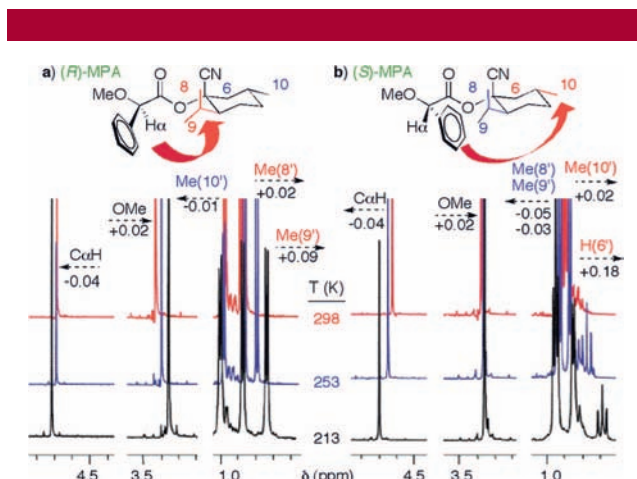 a) (R)-MPA
b) (S)-MPA
8
CN
6
10
MeO
O
O
Hα
9
8
CN
6
10
MeO
O
O
Hα
9
Me(10')
-0.01
Me(8')
+0.02
OMe
+0.02
CαH
-0.04
Me(9')
+0.09
T (K)
298
253
213
CαH
-0.04
OMe
+0.02
Me(8')
Me(9')
-0.05
-0.03
Me(10')
+0.02
H(6')
+0.18
4.5
3.5
1.0
δ (ppm)
4.5
3.5
1.0